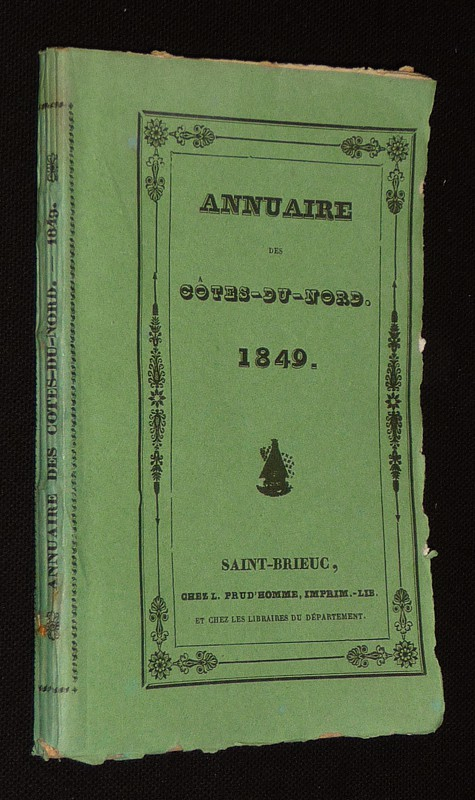 ANNUAIRE DES COTES-DU-NORD. — 1849.
ANNUAIRE
DES
CÔTES-DU-NORD.
1849.
SAINT-BRIEUC,
CHEZ L. PRUD'HOMME, IMPRIM.-LIB.
ET CHEZ LES LIBRAIRES DU DÉPARTEMENT.